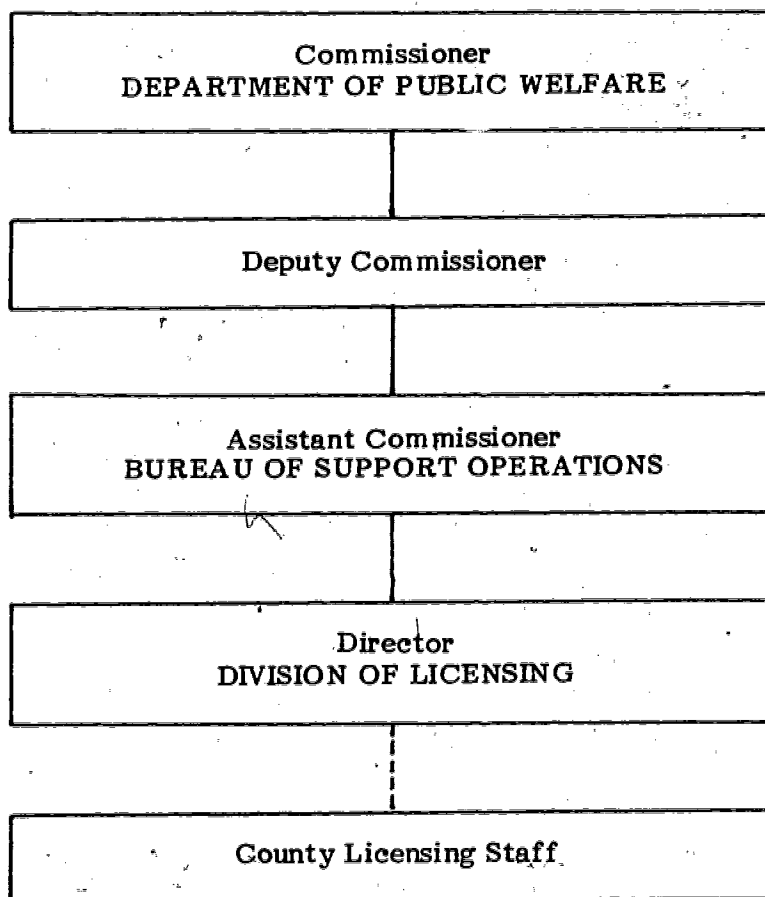 Commissioner
DEPARTMENT OF PUBLIC WELFARE
Deputy Commissioner
Assistant Commissioner
BUREAU OF SUPPORT OPERATIONS
Director
DIVISION OF LICENSING
County Licensing Staff